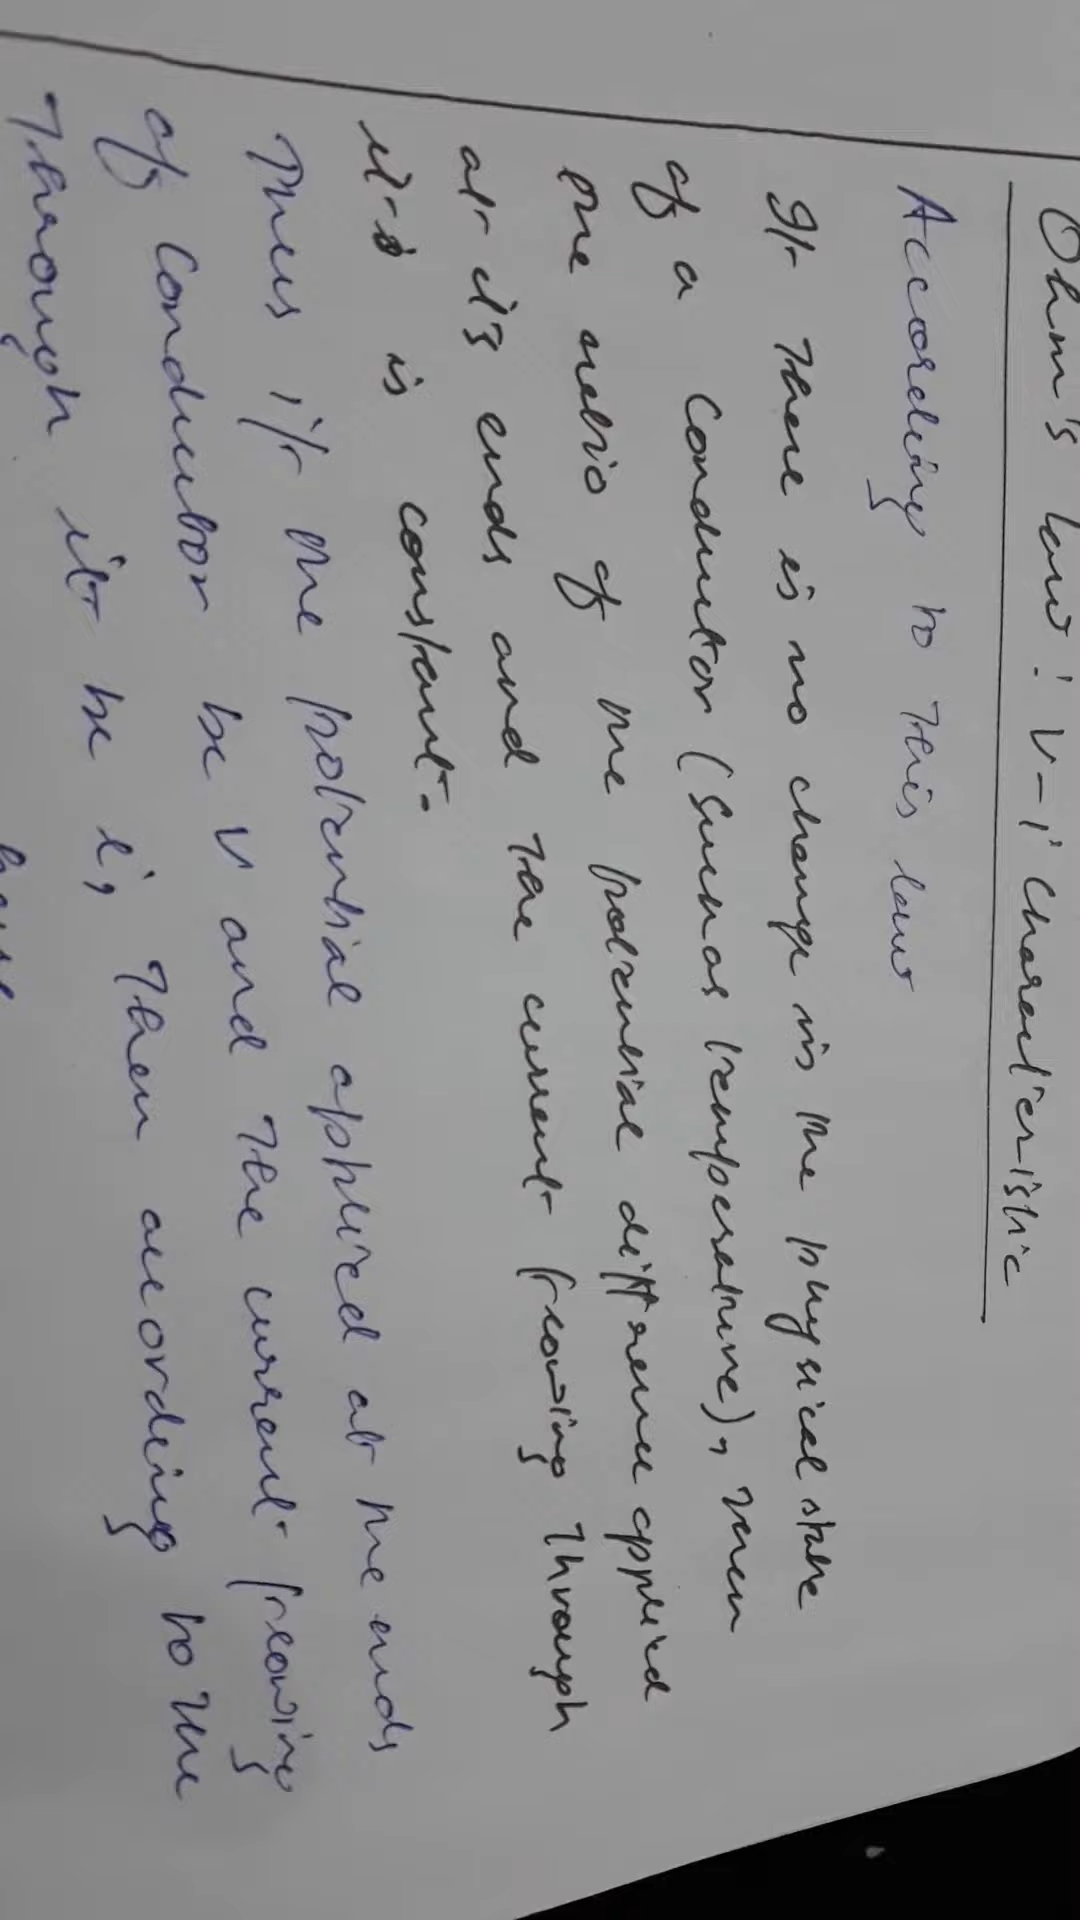 Ohm's law: V-i characteristic
According to this law
If there is no change in the physical state
of a conductor (such as temperature), then
the ratio of the potential difference applied
at it's ends and the current flowing through
it is constant.
Thus if the potential applied at the ends
of conductor be V and the current flowing
through it be i, then according to the